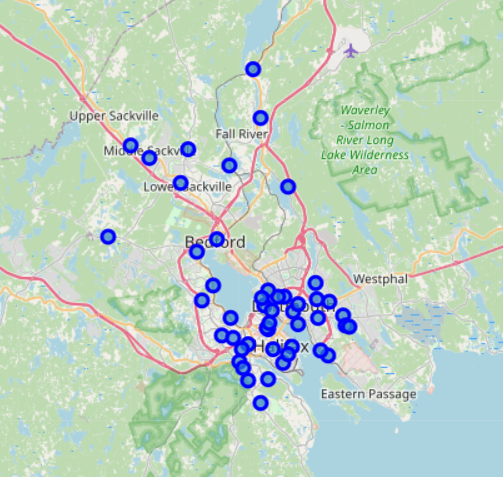 Upper Sackville
Fall River
Waverley
- Salmon
River Long
Lake Wilderness
Area
Middle Sackville
Lower Sackville
Bedford
Westphal
Dartmouth
Halifax
Eastern Passage